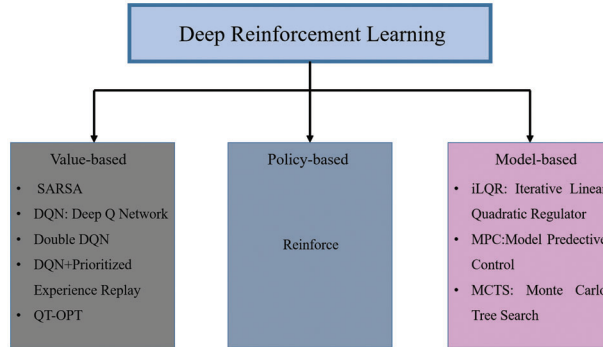 Deep Reinforcement Learning
Value-based
• SARSA
• DQN: Deep Q Network
• Double DQN
• DQN+Prioritized
Experience Replay
• QT-OPT
Policy-based
Reinforce
Model-based
• iLQR: Iterative Linear
Quadratic Regulator
• MPC:Model Predective
Control
• MCTS: Monte Carlo
Tree Search